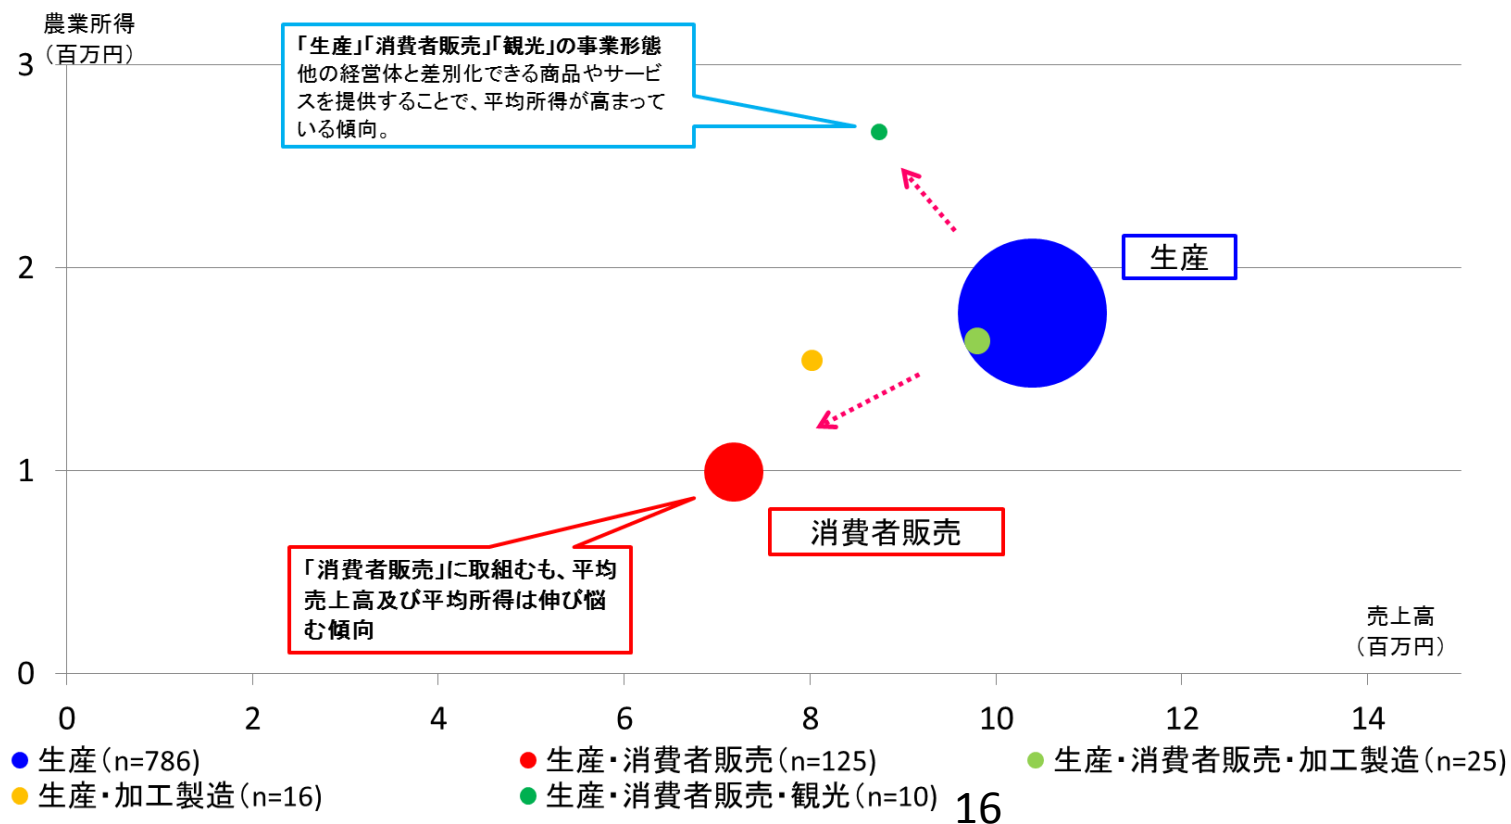 農業所得
（百万円）
「生産」「消費者販売」「観光」の事業形態
他の経営体と差別化できる商品やサービ
スを提供することで、平均所得が高まって
いる傾向。
3
2
1
0
生産
消費者販売
「消費者販売」に取組むも、平均
売上高及び平均所得は伸び悩
む傾向
売上高
（百万円）
0 2 4 6 8 10 12 14
生産（n=786） 生産・消費者販売（n=125） 生産・消費者販売・加工製造（n=25）
生産・加工製造（n=16） 生産・消費者販売・観光（n=10）
16